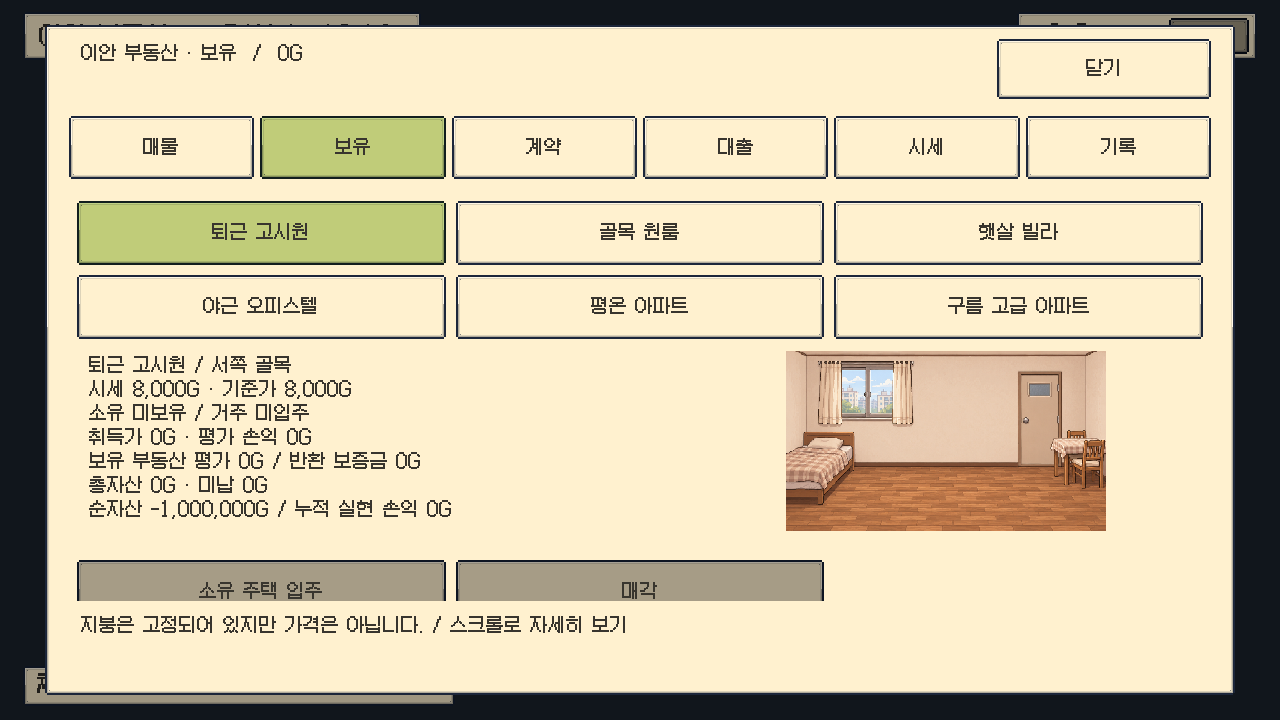 이안 부동산 · 보유 / 0G
닫기
매물
보유
계약
대출
시세
기록
퇴근 고시원
골목 원룸
햇살 빌라
야근 오피스텔
평온 아파트
구름 고급 아파트
퇴근 고시원 / 서쪽 골목
시세 8,000G · 기준가 8,000G
소유 미보유 / 거주 미입주
취득가 0G · 평가 손익 0G
보유 부동산 평가 0G / 반환 보증금 0G
총자산 0G · 미납 0G
순자산 -1,000,000G / 누적 실현 손익 0G
소유 주택 입주
매각
지붕은 고정되어 있지만 가격은 아닙니다. / 스크롤로 자세히 보기